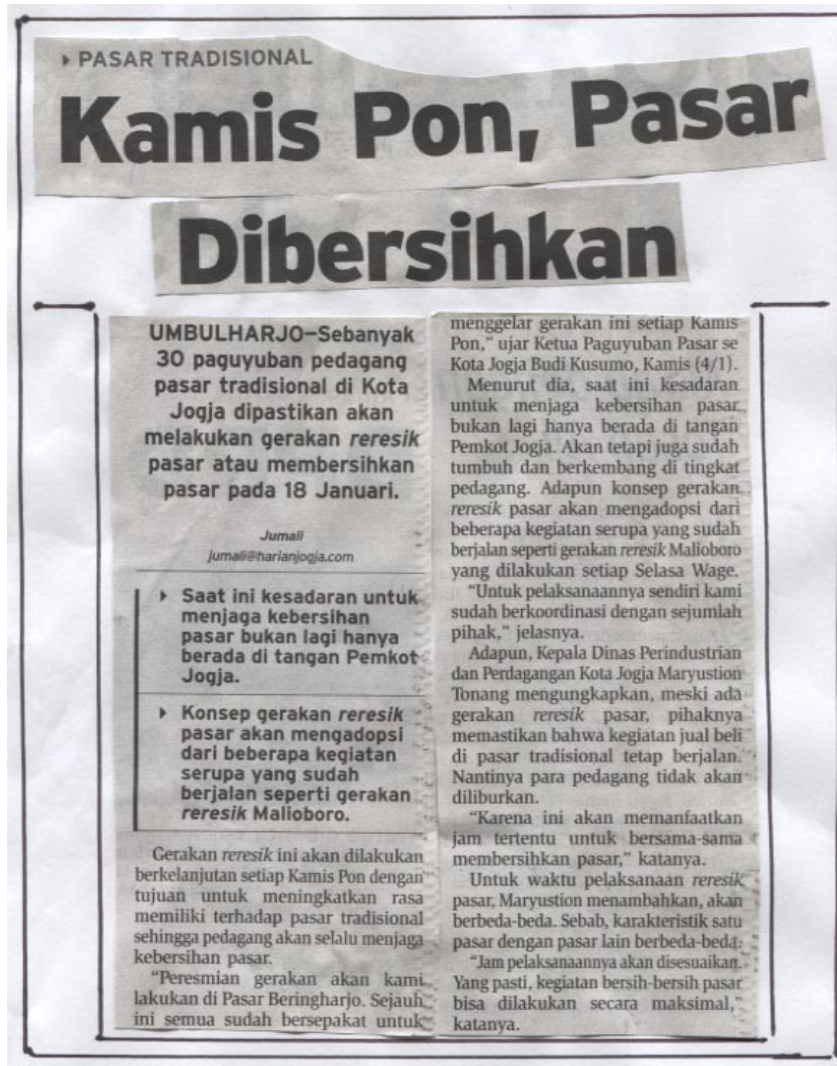 PASAR TRADISIONAL
Kamis Pon, Pasar
Dibersihkan
UMBULHARJO—Sebanyak
30 paguyuban pedagang
pasar tradisional di Kota
Jogja dipastikan akan
melakukan gerakan reresik
pasar atau membersihkan
pasar pada 18 Januari.
Jumali
jumali@harianjogja.com
Saat ini kesadaran untuk
menjaga kebersihan
pasar bukan lagi hanya
berada di tangan Pemkot
Jogja.
Konsep gerakan reresik
pasar akan mengadopsi
dari beberapa kegiatan
serupa yang sudah
berjalan seperti gerakan
reresik Malioboro.
Gerakan reresik ini akan dilakukan
berkelanjutan setiap Kamis Pon dengan
tujuan untuk meningkatkan rasa
memiliki terhadap pasar tradisional
sehingga pedagang akan selalu menjaga
kebersihan pasar.
"Peresmian gerakan akan kami
lakukan di Pasar Beringharjo. Sejauh
ini semua sudah bersepakat untuk
menggelar gerakan ini setiap Kamis
Pon," ujar Ketua Paguyuban Pasar se
Kota Jogja Budi Kusumo, Kamis (4/1).
Menurut dia, saat ini kesadaran
untuk menjaga kebersihan pasar
bukan lagi hanya berada di tangan
Pemkot Jogja. Akan tetapi juga sudah
tumbuh dan berkembang di tingkat
pedagang. Adapun konsep gerakan
reresik pasar akan mengadopsi dari
beberapa kegiatan serupa yang sudah
berjalan seperti gerakan reresik Malioboro
yang dilakukan setiap Selasa Wage.
"Untuk pelaksanaannya sendiri kami
sudah berkoordinasi dengan sejumlah
pihak," jelasnya.
Adapun, Kepala Dinas Perindustrian
dan Perdagangan Kota Jogja Maryustion
Tonang mengungkapkan, meski ada
gerakan reresik pasar, pihaknya
memastikan bahwa kegiatan jual beli
di pasar tradisional tetap berjalan.
Nantinya para pedagang tidak akan
diliburkan.
"Karena ini akan memanfaatkan
jam tertentu untuk bersama-sama
membersihkan pasar," katanya.
Untuk waktu pelaksanaan reresik
pasar, Maryustion menambahkan, akan
berbeda-beda. Sebab, karakteristik satu
pasar dengan pasar lain berbeda-beda.
"Jam pelaksanaannya akan disesuaikan.
Yang pasti, kegiatan bersih-bersih pasar
bisa dilakukan secara maksimal,"
katanya.